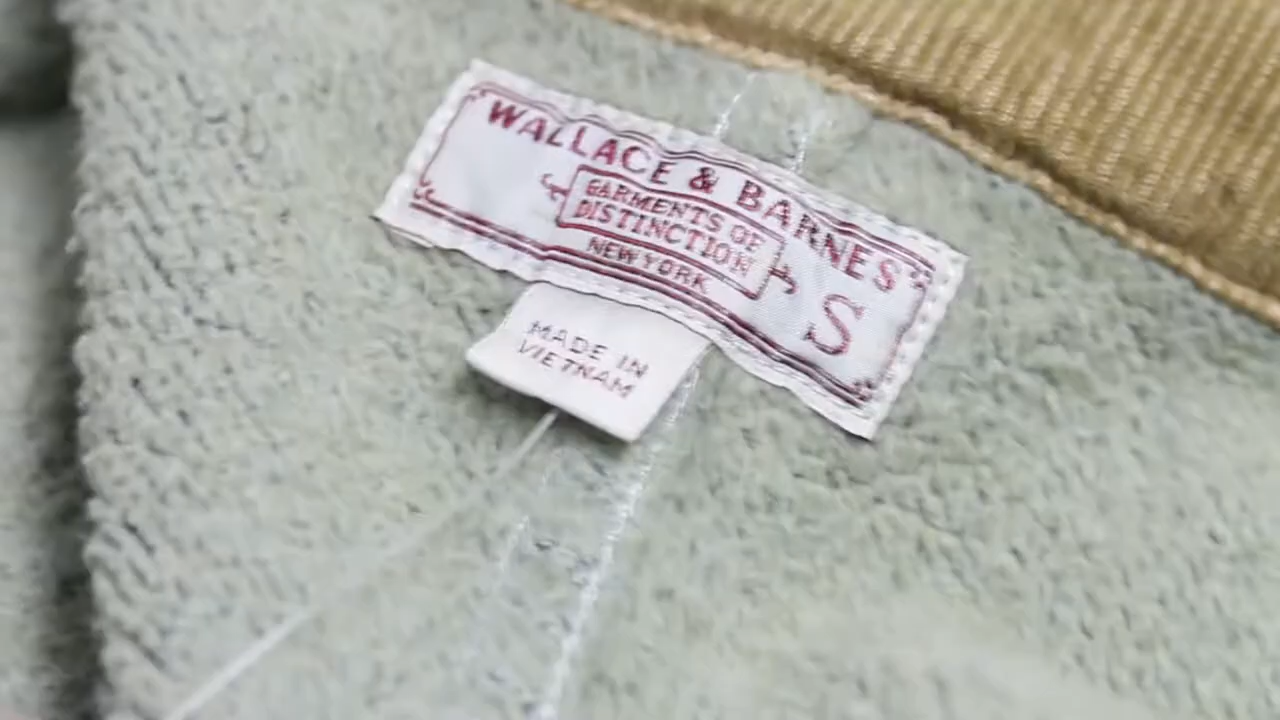 WALLACE & BARNES
GARMENTS OF
DISTINCTION
NEW YORK
S
MADE IN
VIETNAM